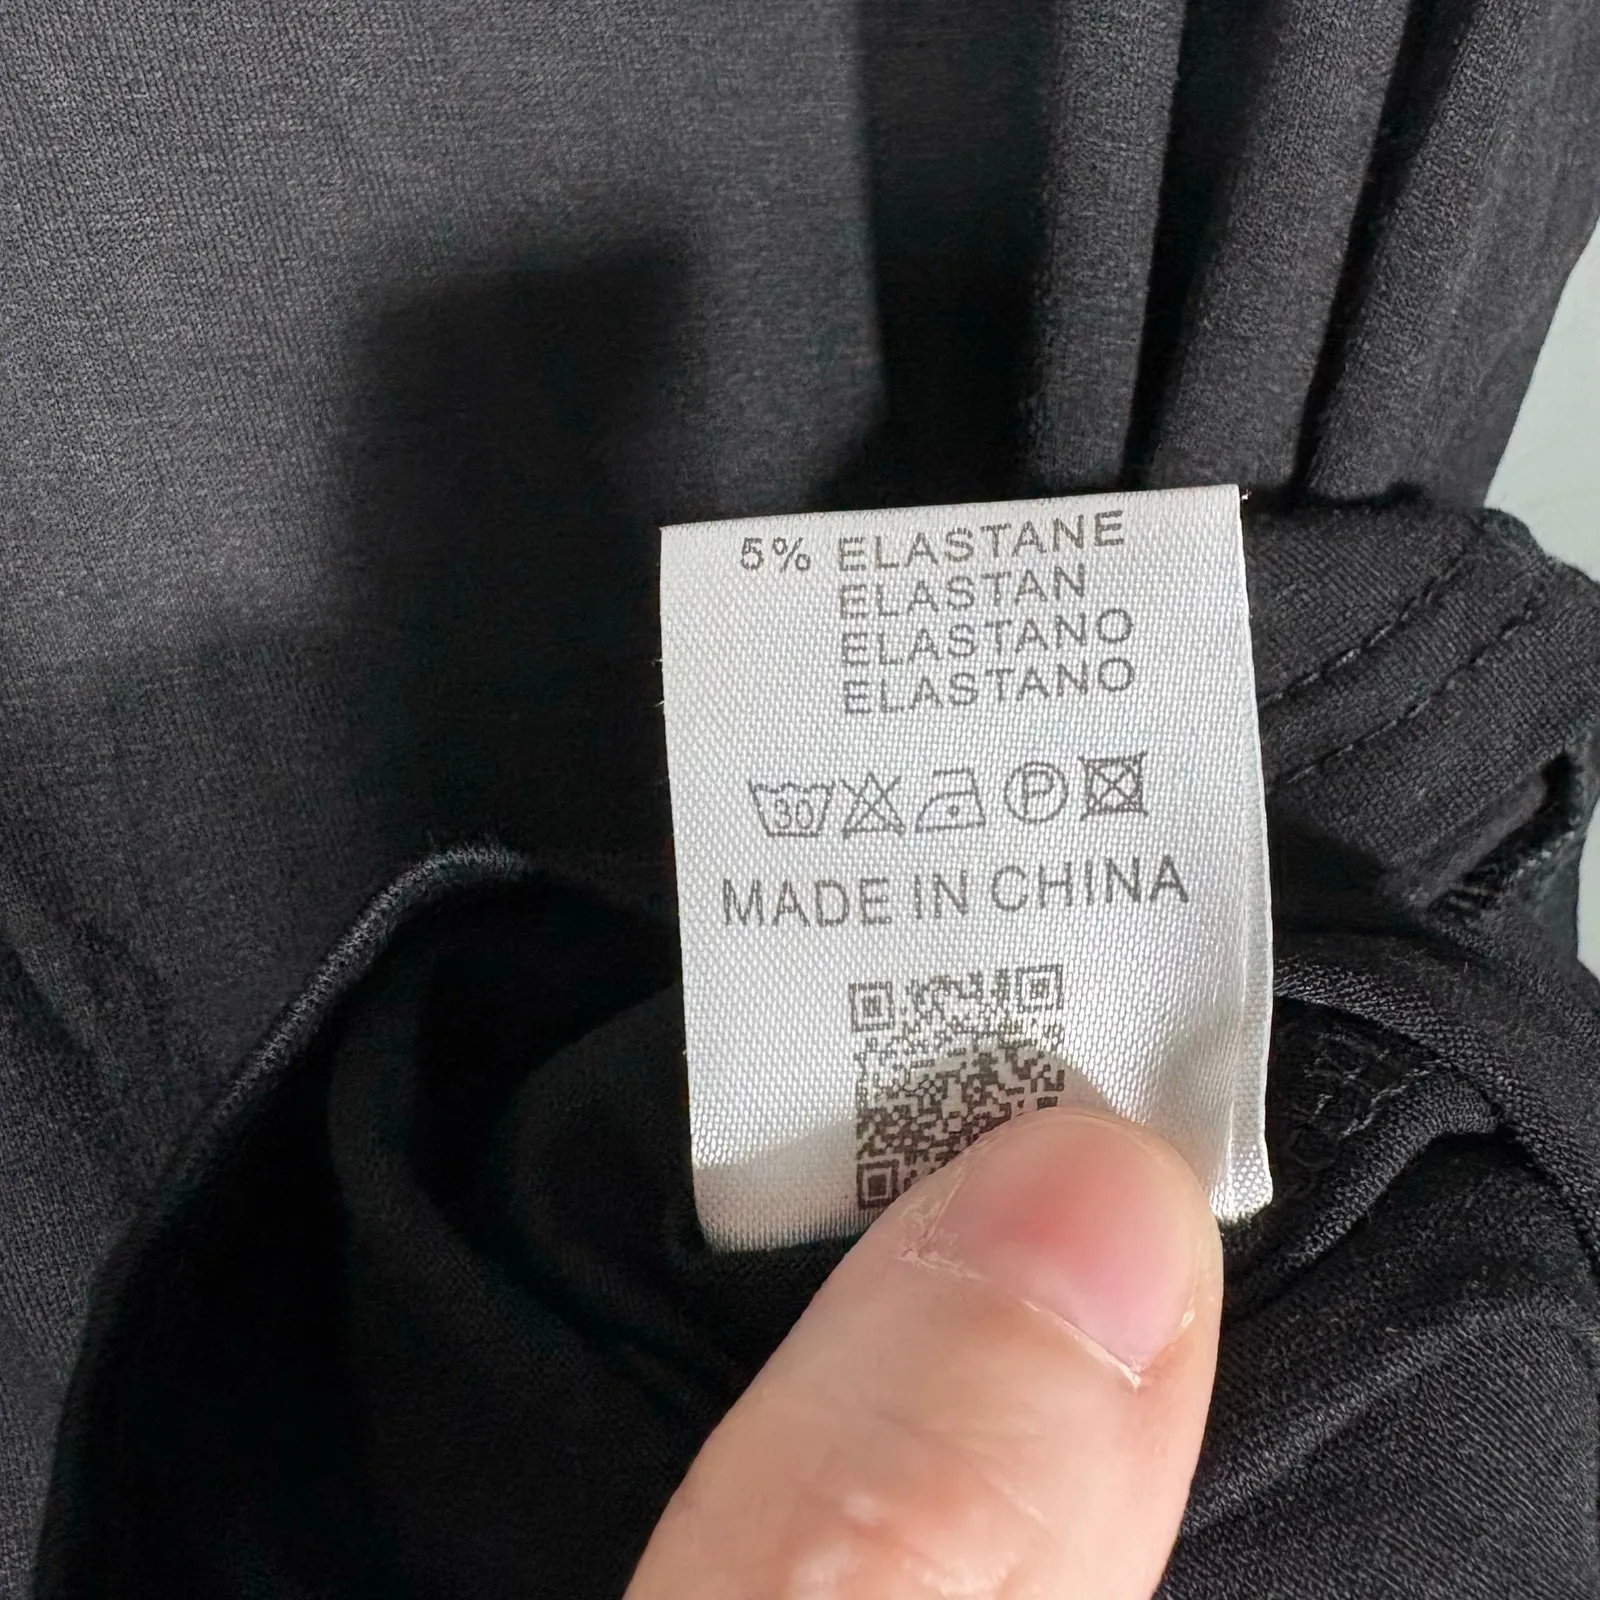 5% ELASTANE
ELASTAN
ELASTANO
ELASTANO
30 P
MADE IN CHINA